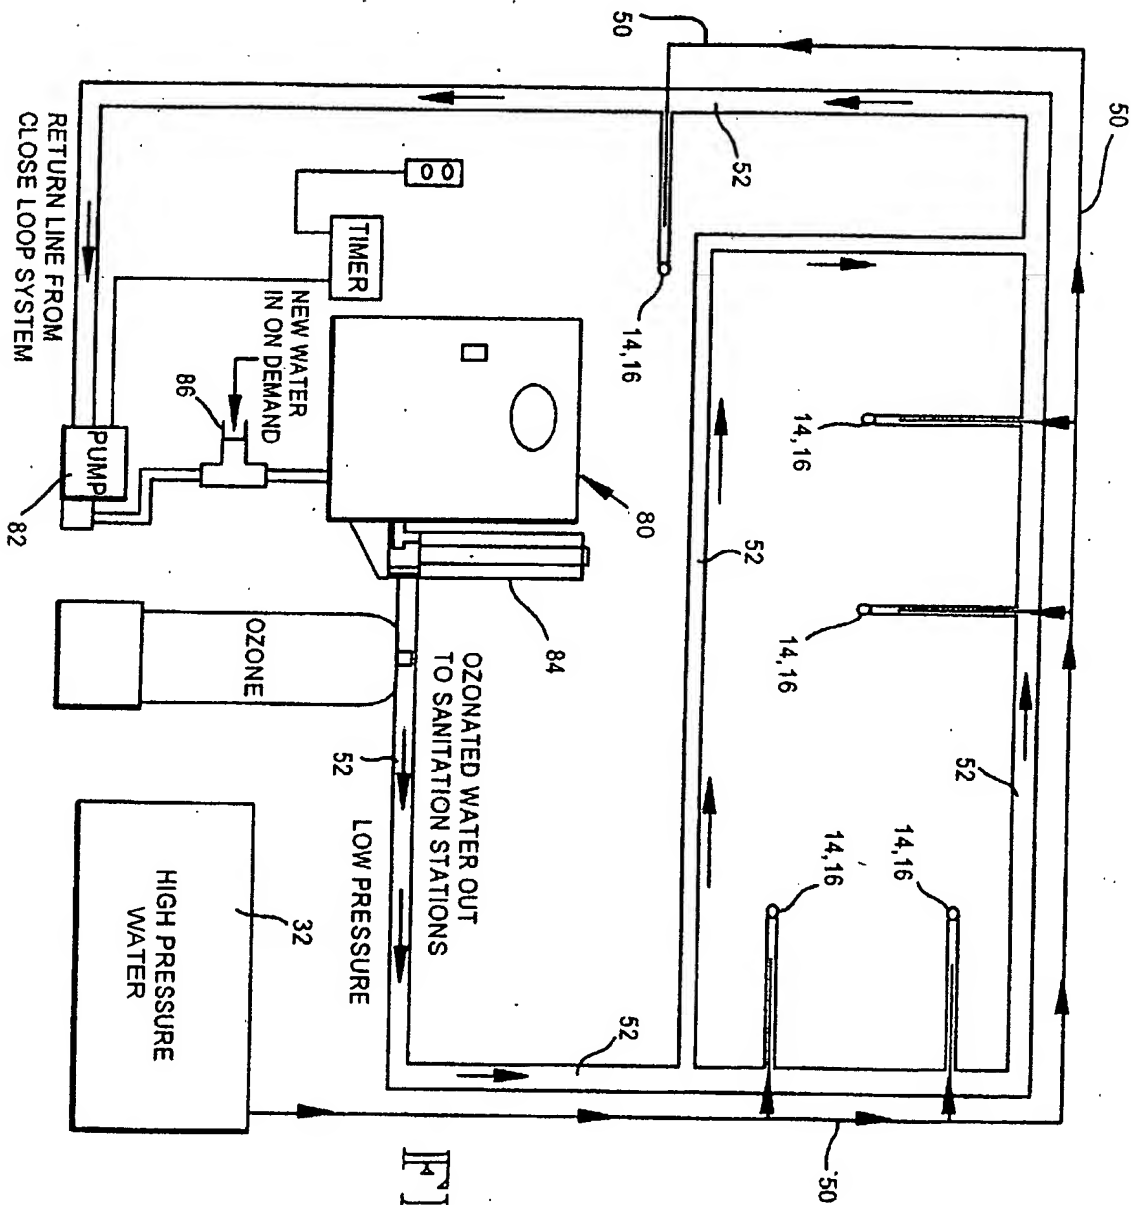 50
50
52
14,16
14,16
14,16
14,16
52
52
80
14,16
52
50
84
OZONATED WATER OUT
TO SANITATION STATIONS
TIMER
LOW PRESSURE
52
32
NEW WATER
IN ON DEMAND
OZONE
86
HIGH PRESSURE
WATER
PUMP
82
RETURN LINE FROM
CLOSE LOOP SYSTEM